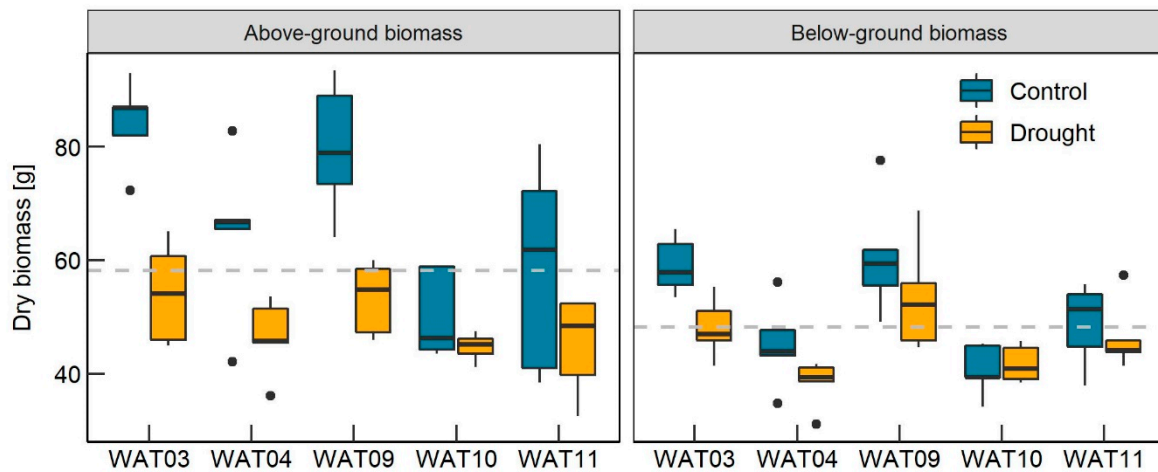 Above-ground biomass
Below-ground biomass
Dry biomass [g]
80
60
40
Control
Drought
WAT03 WAT04 WAT09 WAT10 WAT11
WAT03 WAT04 WAT09 WAT10 WAT11